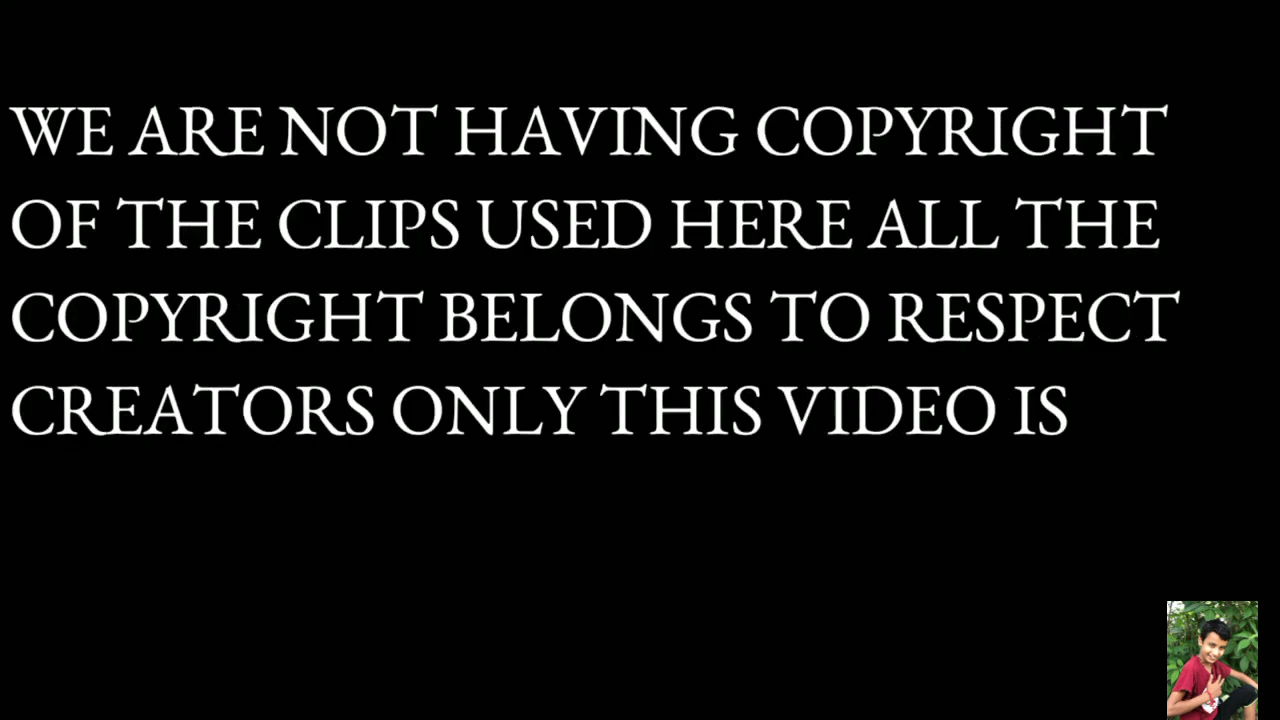 WE ARE NOT HAVING COPYRIGHT
OF THE CLIPS USED HERE ALL THE
COPYRIGHT BELONGS TO RESPECT
CREATORS ONLY THIS VIDEO IS